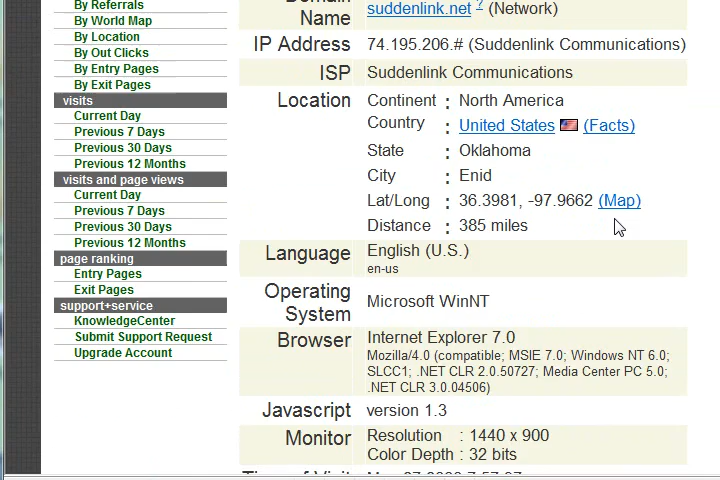 By Referrals
By World Map
By Location
By Out Clicks
By Entry Pages
By Exit Pages
visits
Current Day
Previous 7 Days
Previous 30 Days
Previous 12 Months
visits and page views
Current Day
Previous 7 Days
Previous 30 Days
Previous 12 Months
page ranking
Entry Pages
Exit Pages
support+service
KnowledgeCenter
Submit Support Request
Upgrade Account
Domain
Name
suddenlink.net ? (Network)
IP Address 74.195.206.# (Suddenlink Communications)
ISP Suddenlink Communications
Location Continent : North America
Country : United States (Facts)
State : Oklahoma
City : Enid
Lat/Long : 36.3981, -97.9662 (Map)
Distance : 385 miles
Language English (U.S.)
en-us
Operating
System
Microsoft WinNT
Browser Internet Explorer 7.0
Mozilla/4.0 (compatible; MSIE 7.0; Windows NT 6.0;
SLCC1; .NET CLR 2.0.50727; Media Center PC 5.0;
.NET CLR 3.0.04506)
Javascript version 1.3
Monitor Resolution : 1440 x 900
Color Depth : 32 bits